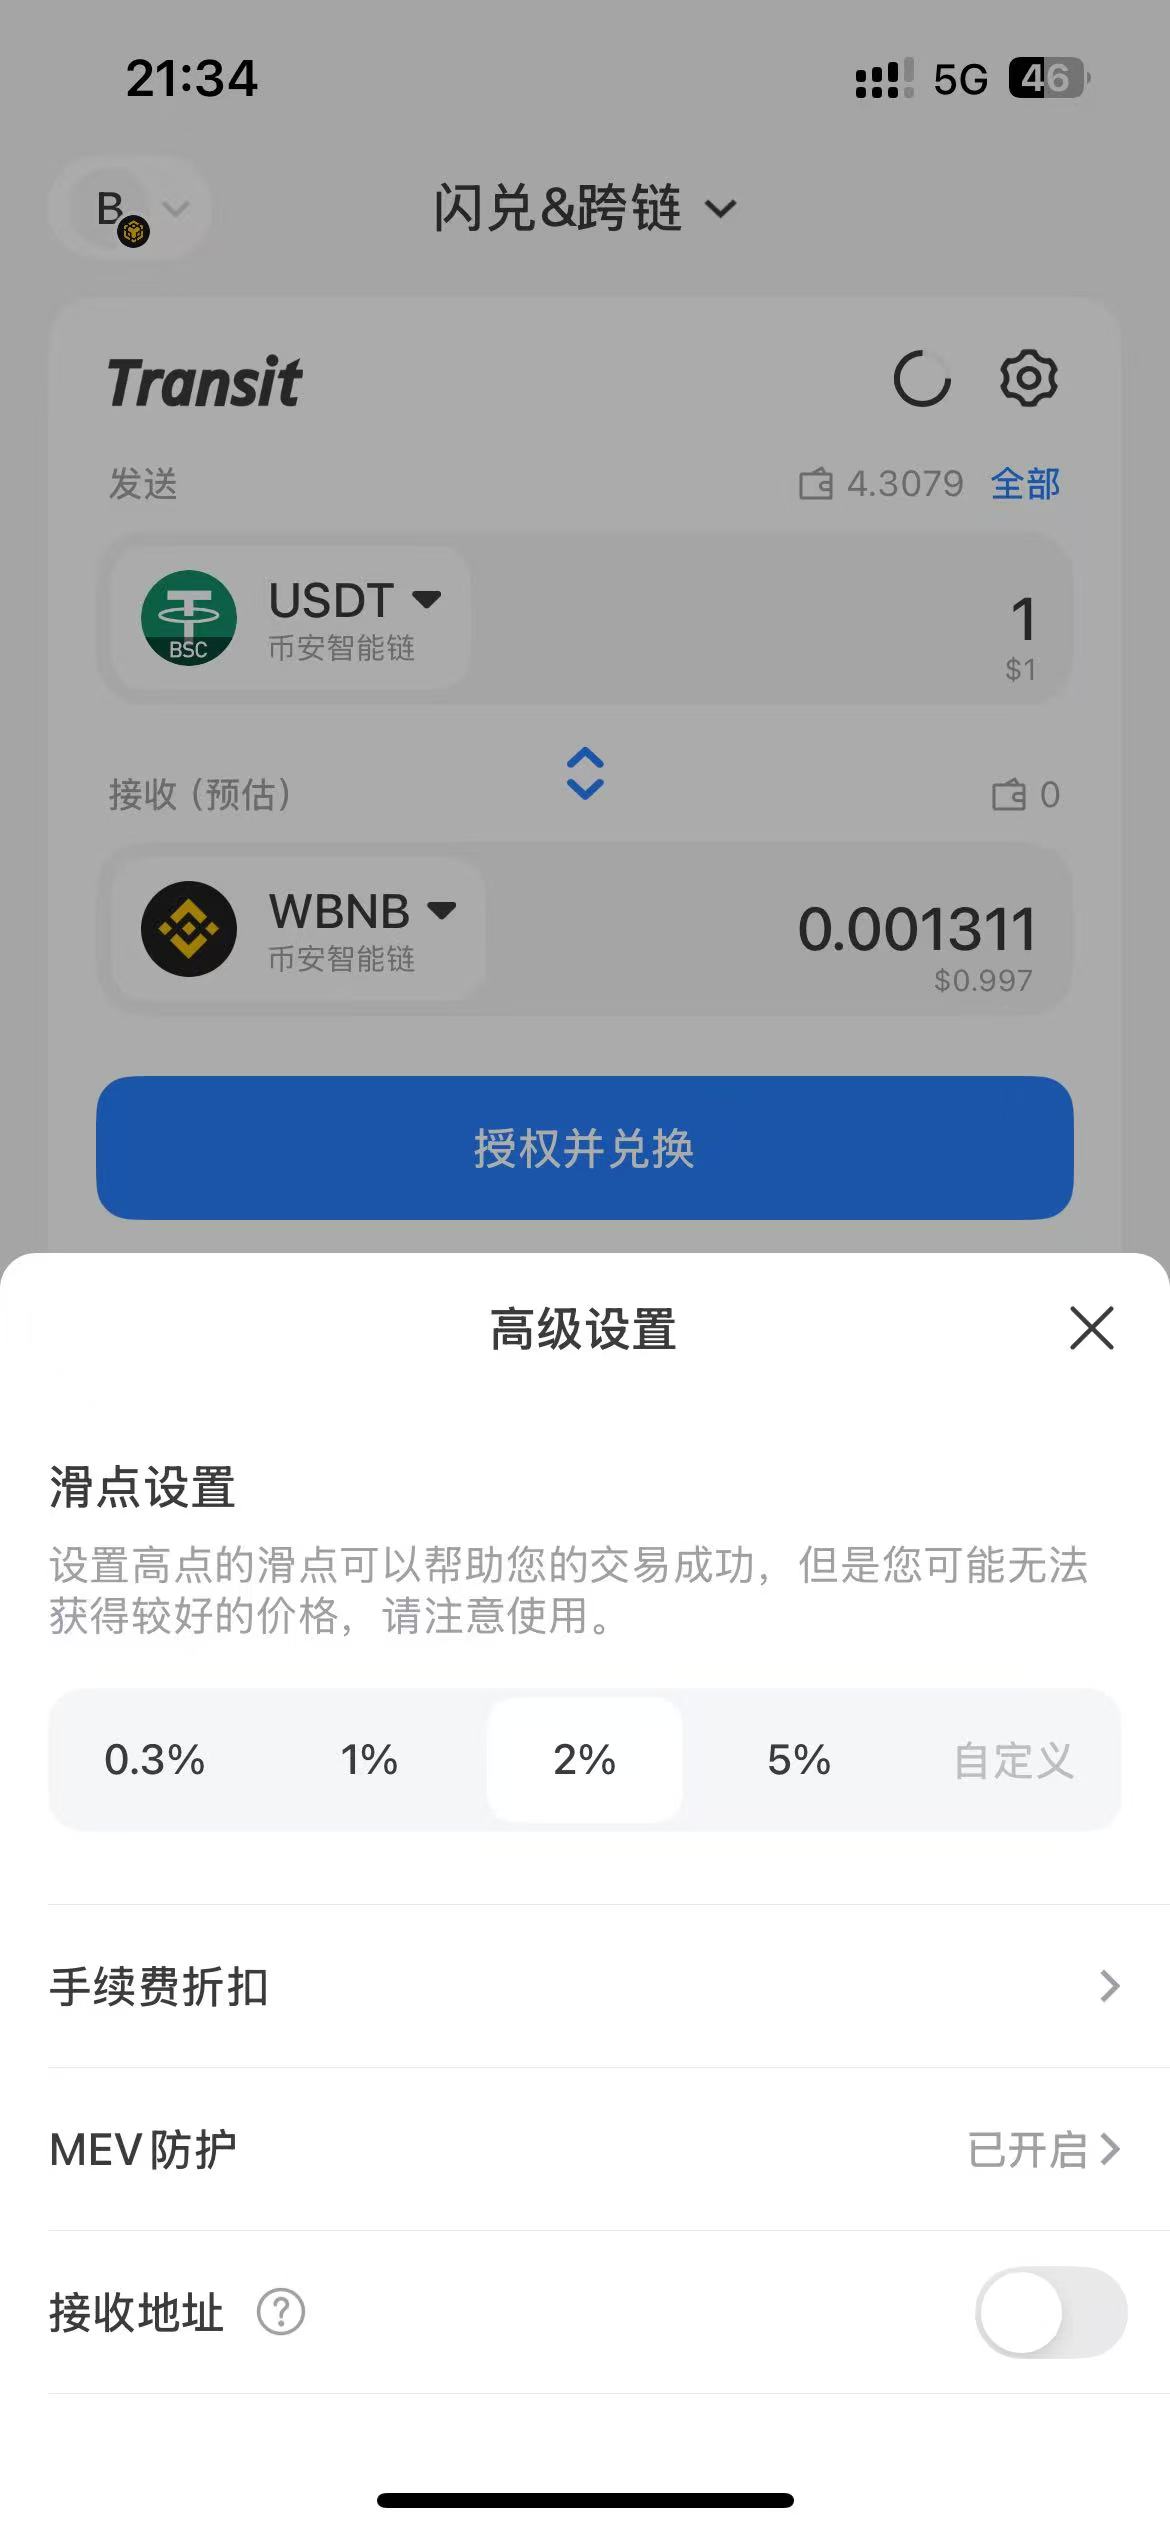 21:34
5G 46
B
闪兑&跨链
Transit
发送
4.3079 全部
USDT
币安智能链
BSC
1
$1
接收 (预估)
0
WBNB
币安智能链
0.001311
$0.997
授权并兑换
高级设置
滑点设置
设置高点的滑点可以帮助您的交易成功，但是您可能无法
获得较好的价格，请注意使用。
0.3% 1% 2% 5% 自定义
手续费折扣
MEV防护 已开启
接收地址 ?